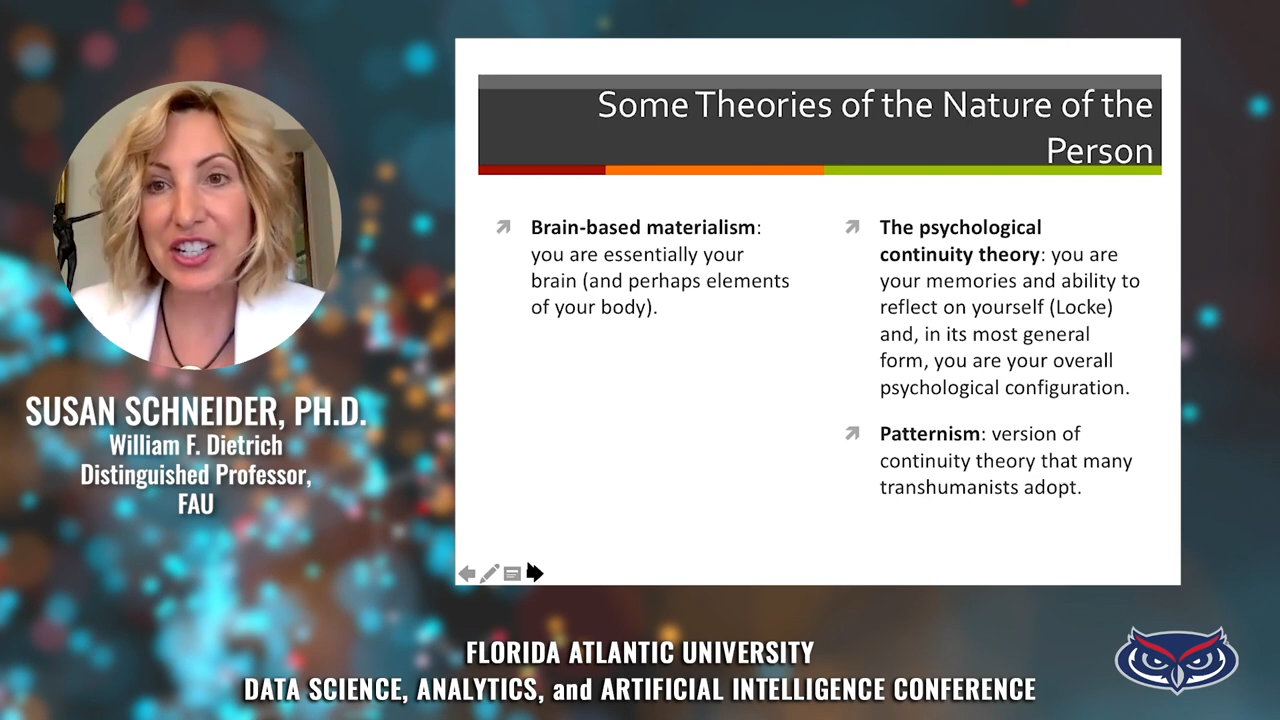 Some Theories of the Nature of the
Person
Brain-based materialism:
you are essentially your
brain (and perhaps elements
of your body).
The psychological
continuity theory: you are
your memories and ability to
reflect on yourself (Locke)
and, in its most general
form, you are your overall
psychological configuration.
Patternism: version of
continuity theory that many
transhumanists adopt.
SUSAN SCHNEIDER, PH.D.
William F. Dietrich
Distinguished Professor,
FAU
FLORIDA ATLANTIC UNIVERSITY
DATA SCIENCE, ANALYTICS, and ARTIFICIAL INTELLIGENCE CONFERENCE